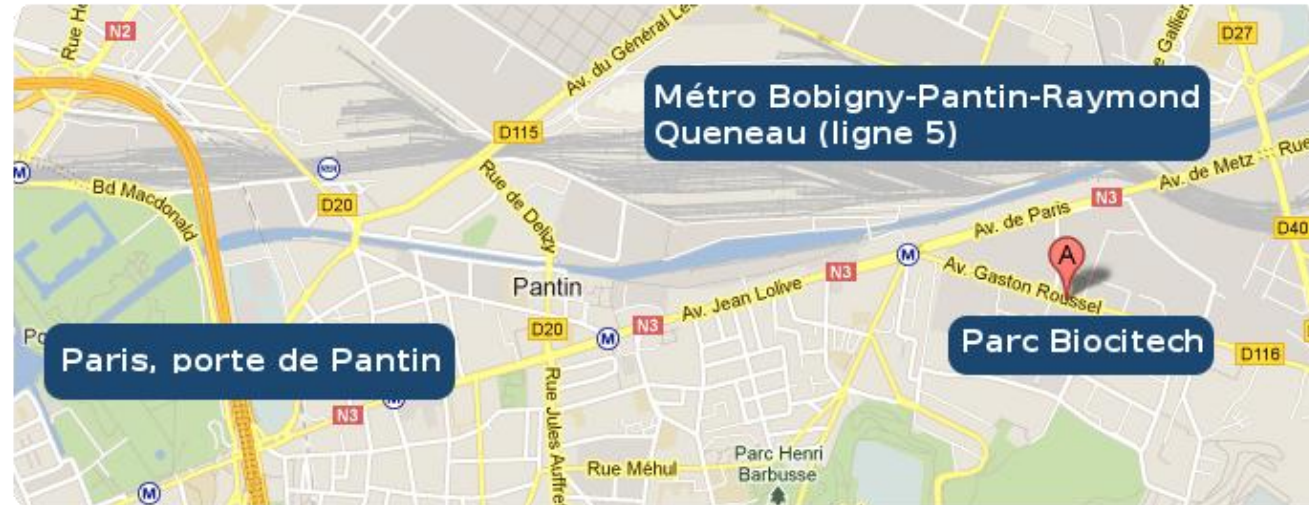 Rue
N2
Av. du Général
D27
Métro Bobigny-Pantin-Raymond
Queneau (ligne 5)
D115
Rue
Av. de Metz
M
Bd Macdonald
Rue de Delizy
D20
N3
Av. de Paris
D40
M
A
Av. Gaston Roussel
Pantin
N3
Av. Jean Lolive
Paris, porte de Pantin
D20
M
N3
Parc Biocitech
D116
N3
Rue Jules Auffret
Rue Méhul
Parc Henri
Barbusse
M